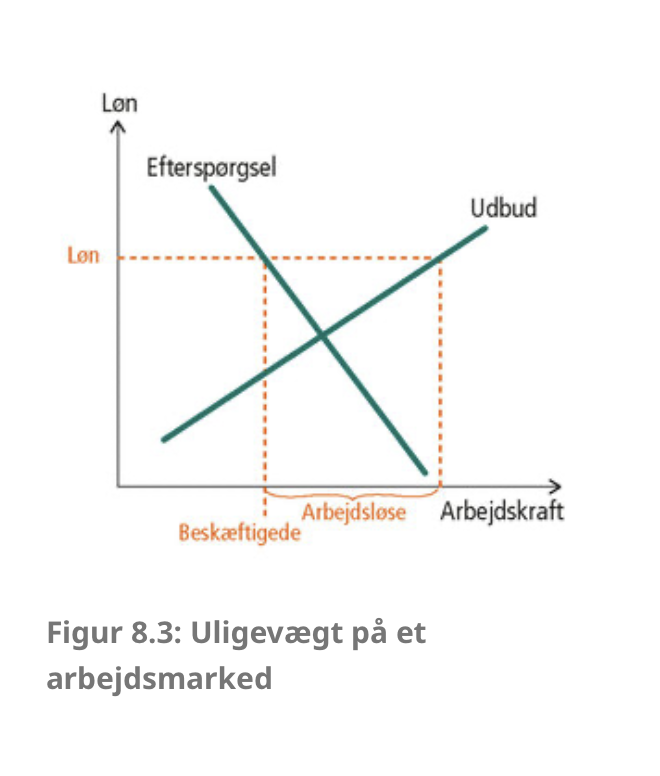 Løn
Efterspørgsel
Udbud
Løn
Arbejdsløse
Arbejdskraft
Beskæftigede
Figur 8.3: Uligevægt på et
arbejdsmarked